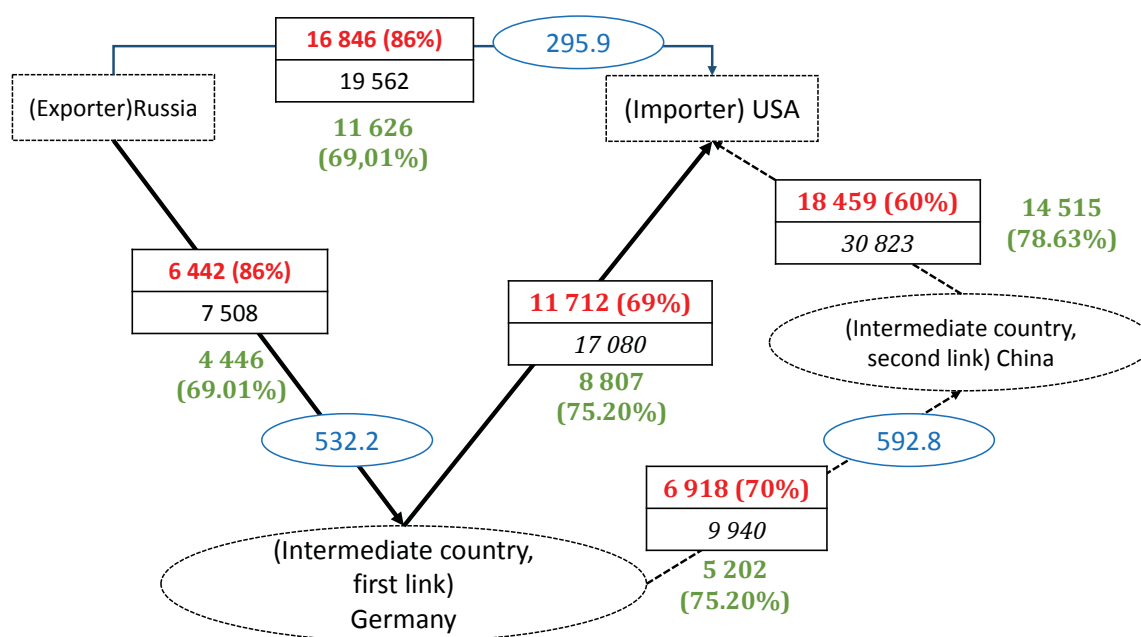 16 846 (86%)
295.9
19 562
(Exporter)Russia
(Importer) USA
11 626
(69,01%)
18 459 (60%)
30 823
14 515
(78.63%)
6 442 (86%)
7 508
11 712 (69%)
17 080
(Intermediate country,
second link) China
4 446
(69.01%)
8 807
(75.20%)
532.2
592.8
6 918 (70%)
9 940
(Intermediate country,
first link)
Germany
5 202
(75.20%)